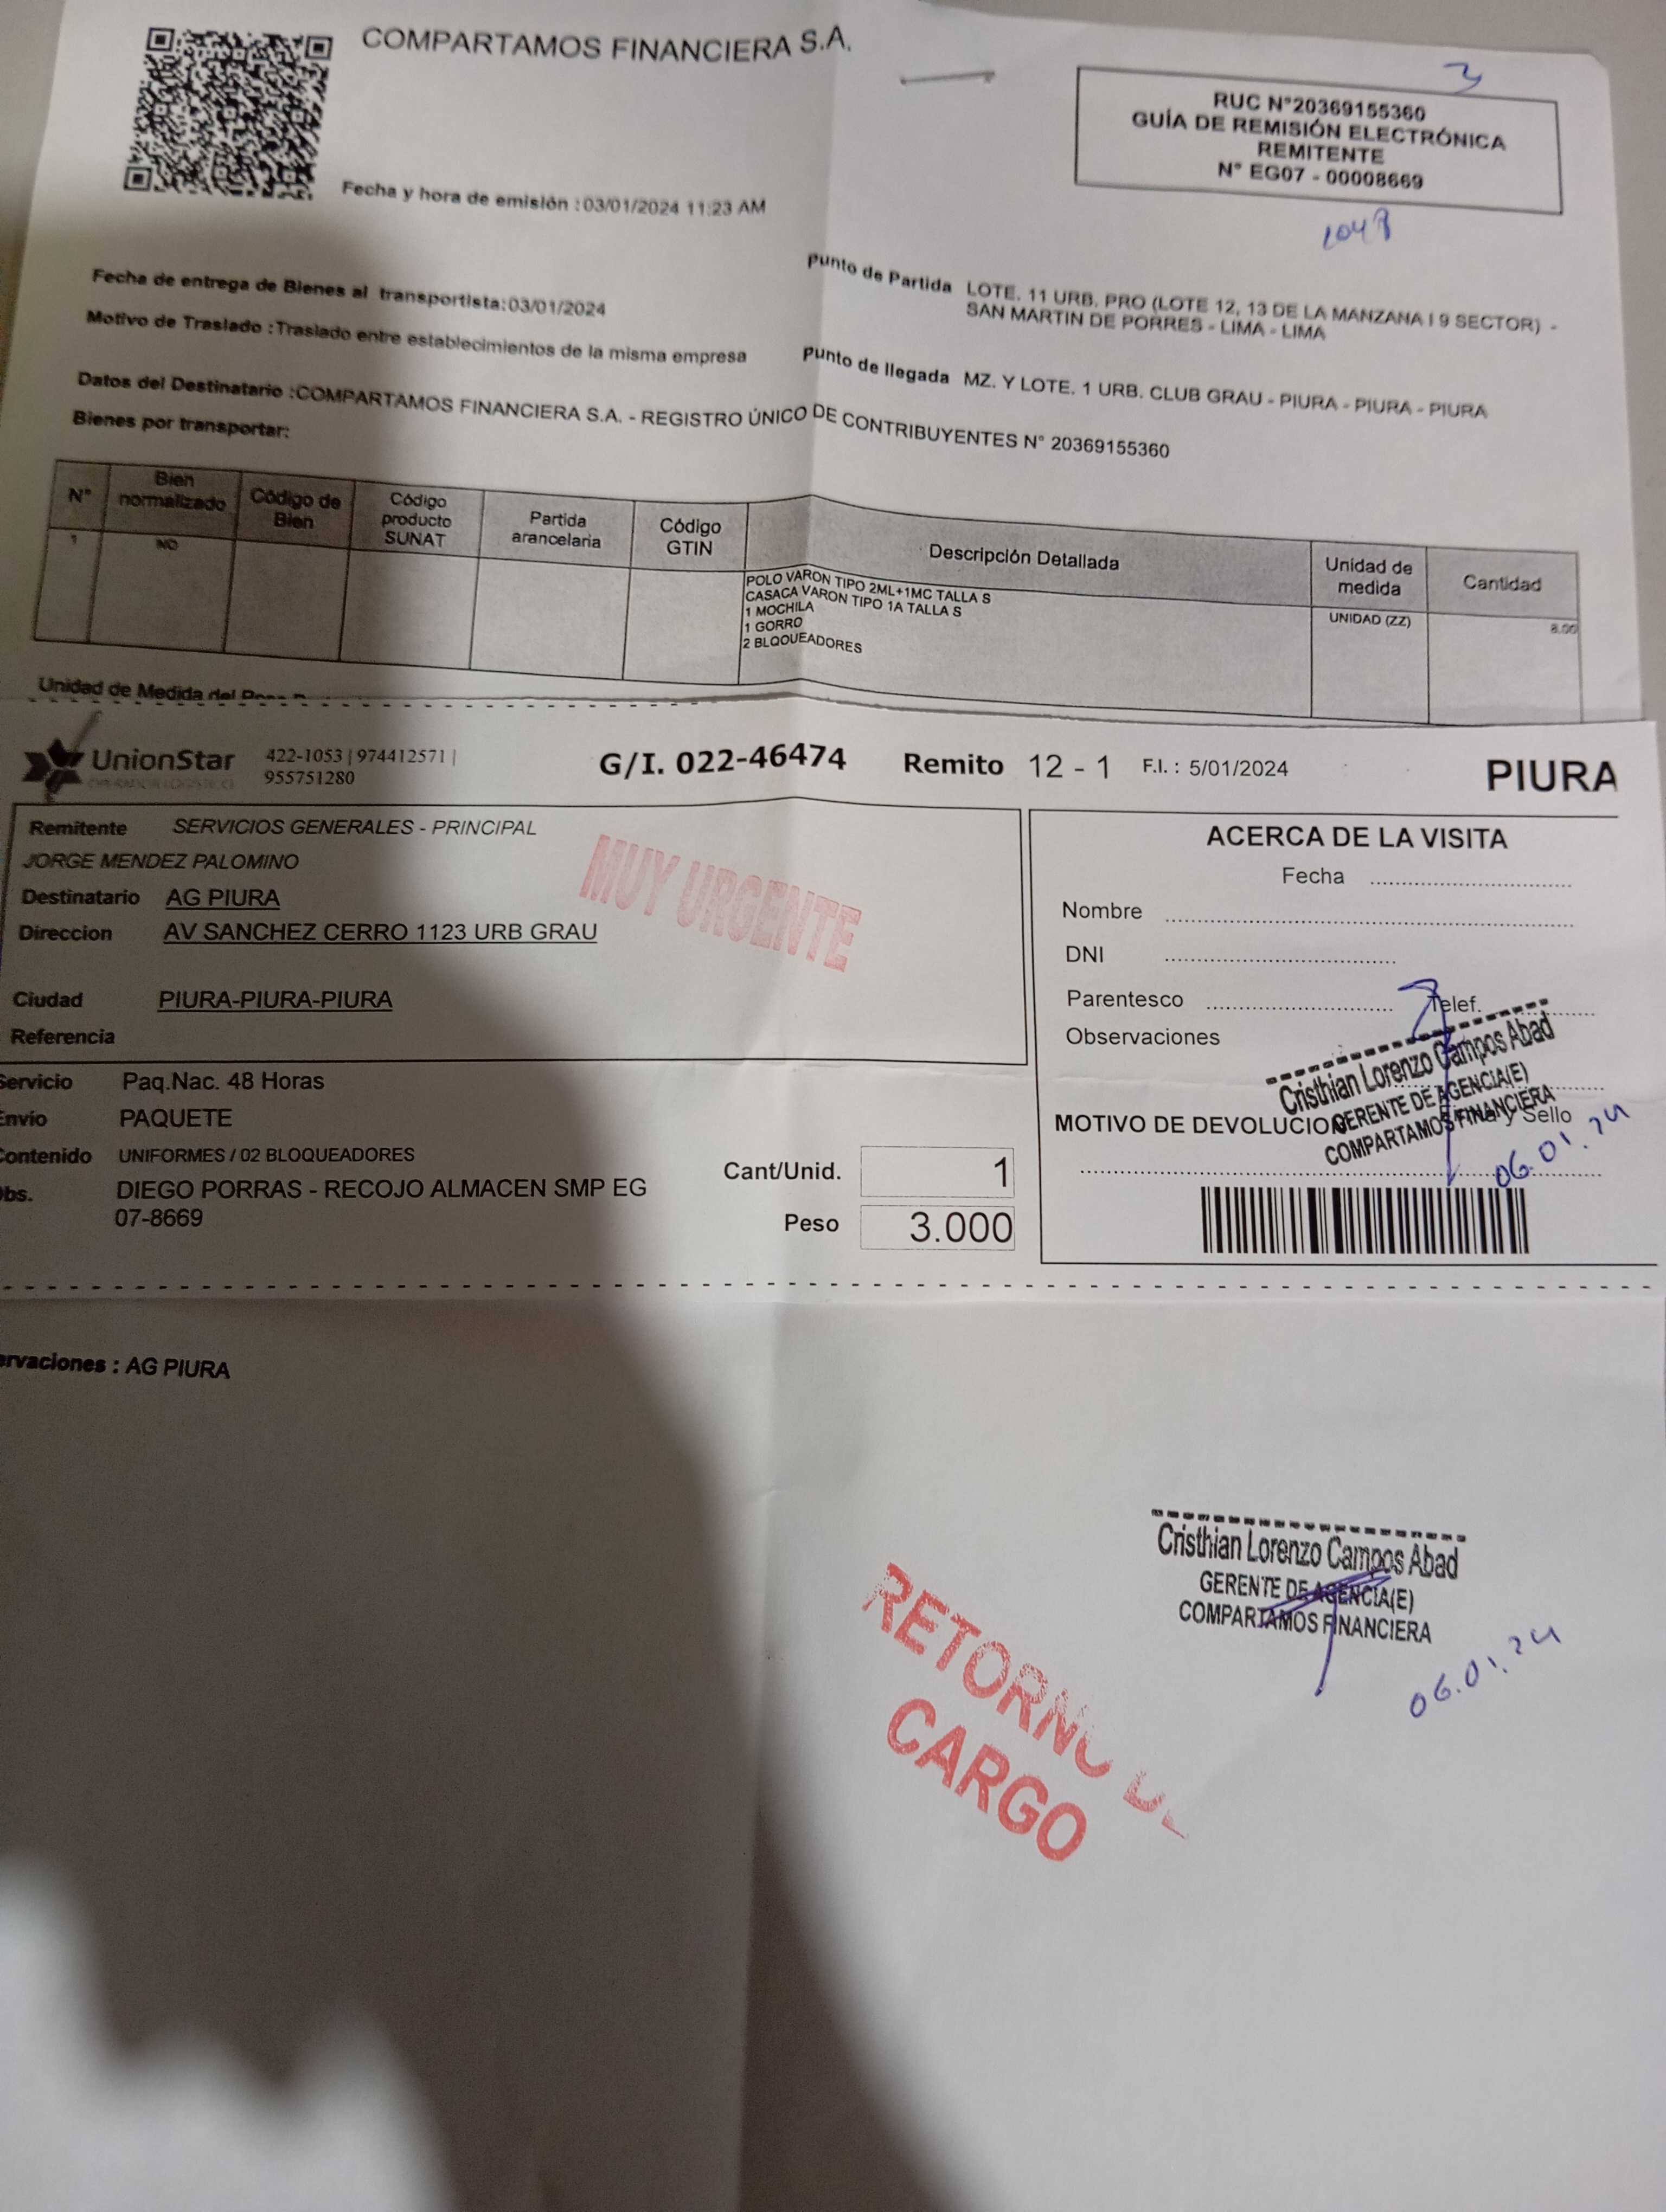 COMPARTAMOS FINANCIERA S.A.
3
RUC N°20369155360
GUÍA DE REMISIÓN ELECTRÓNICA
REMITENTE
N° EG07 - 00008669
Fecha y hora de emisión : 03/01/2024 11:23 AM
Fecha de entrega de Bienes al transportista:03/01/2024
Motivo de Traslado :Traslado entre establecimientos de la misma empresa
Punto de Partida LOTE. 11 URB. PRO (LOTE 12, 13 DE LA MANZANA I 9 SECTOR) -
SAN MARTIN DE PORRES - LIMA - LIMA
Punto de llegada MZ. Y LOTE. 1 URB. CLUB GRAU - PIURA - PIURA - PIURA
Datos del Destinatario :COMPARTAMOS FINANCIERA S.A. - REGISTRO ÚNICO DE CONTRIBUYENTES N° 20369155360
Bienes por transportar:
N° Bien normalizado Código de Bien Código producto SUNAT Partida arancelaria Código GTIN Descripción Detallada Unidad de medida Cantidad
1 NO POLO VARON TIPO 2ML+1MC TALLA S UNIDAD (ZZ) 8.00
CASACA VARON TIPO 1A TALLA S
1 MOCHILA
1 GORRO
2 BLOQUEADORES
Unidad de Medida del Peso
UnionStar 422-1053 | 974412571 |
955751280
G/I. 022-46474 Remito 12 - 1 F.I. : 5/01/2024 PIURA
Remitente SERVICIOS GENERALES - PRINCIPAL
JORGE MENDEZ PALOMINO
Destinatario AG PIURA
Direccion AV SANCHEZ CERRO 1123 URB GRAU
Ciudad PIURA-PIURA-PIURA
Referencia
MUY URGENTE
Servicio Paq.Nac. 48 Horas
Envio PAQUETE
Contenido UNIFORMES / 02 BLOQUEADORES
Obs. DIEGO PORRAS - RECOJO ALMACEN SMP EG
07-8669
Cant/Unid. 1
Peso 3.000
ACERCA DE LA VISITA
Fecha
Nombre
DNI
Parentesco Telef.
Observaciones
Cristhian Lorenzo Campos Abad
GERENTE DE AGENCIA(E)
COMPARTAMOS FINANCIERA
MOTIVO DE DEVOLUCION
y Sello
06.01.24
ervaciones : AG PIURA
Cristhian Lorenzo Campos Abad
GERENTE DE AGENCIA(E)
COMPARTAMOS FINANCIERA
06.01.24
RETORNO DE
CARGO